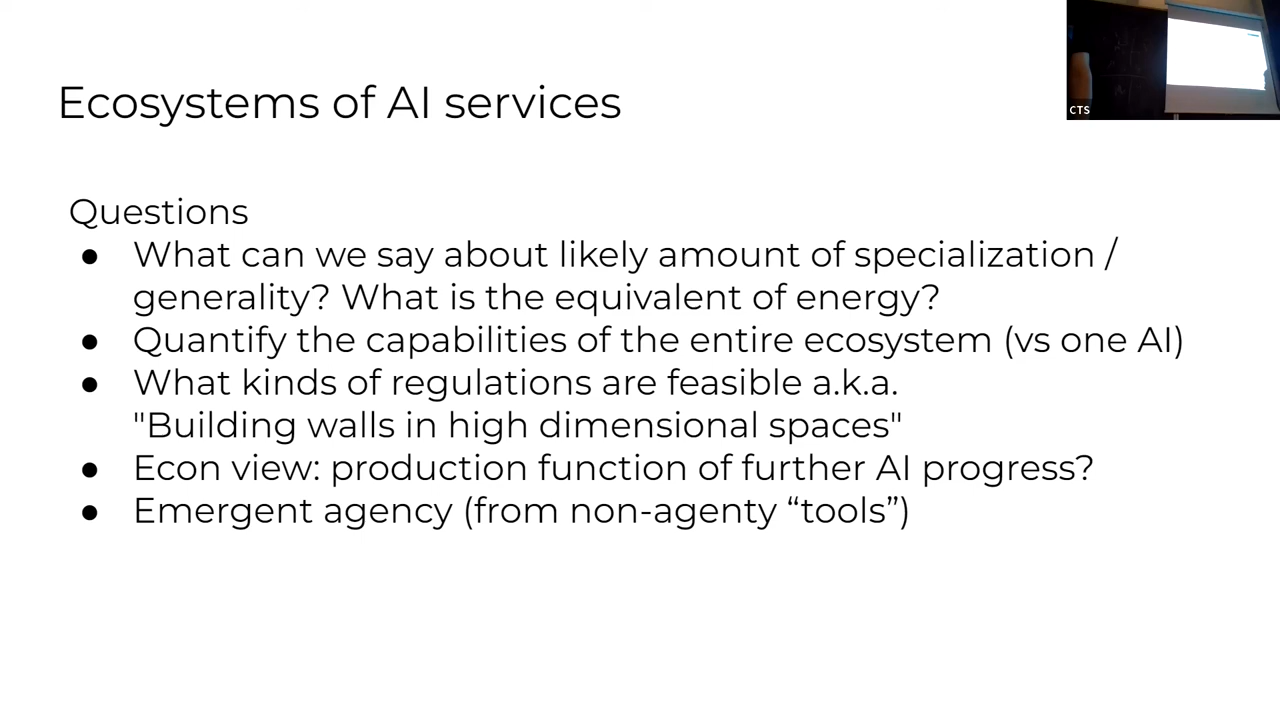 Ecosystems of AI services
CTS
Questions
● What can we say about likely amount of specialization /
generality? What is the equivalent of energy?
● Quantify the capabilities of the entire ecosystem (vs one AI)
● What kinds of regulations are feasible a.k.a.
"Building walls in high dimensional spaces"
● Econ view: production function of further AI progress?
● Emergent agency (from non-agenty “tools”)